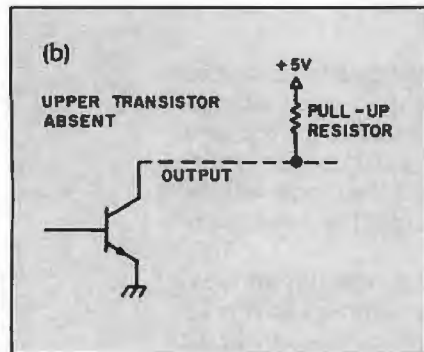 (b)
+5V
UPPER TRANSISTOR
ABSENT
PULL-UP
RESISTOR
OUTPUT